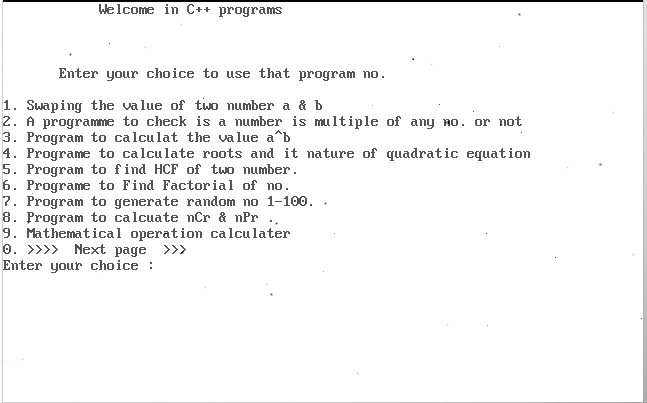 Welcome in C++ programs
Enter your choice to use that program no.
1. Swaping the value of two number a & b
2. A programme to check is a number is multiple of any no. or not
3. Program to calculat the value a^b
4. Programe to calculate roots and it nature of quadratic equation
5. Program to find HCF of two number.
6. Programe to Find Factorial of no.
7. Program to generate random no 1-100.
8. Program to calcuate nCr & nPr .
9. Mathematical operation calculater
0. >>>>  Next page  >>>
Enter your choice :